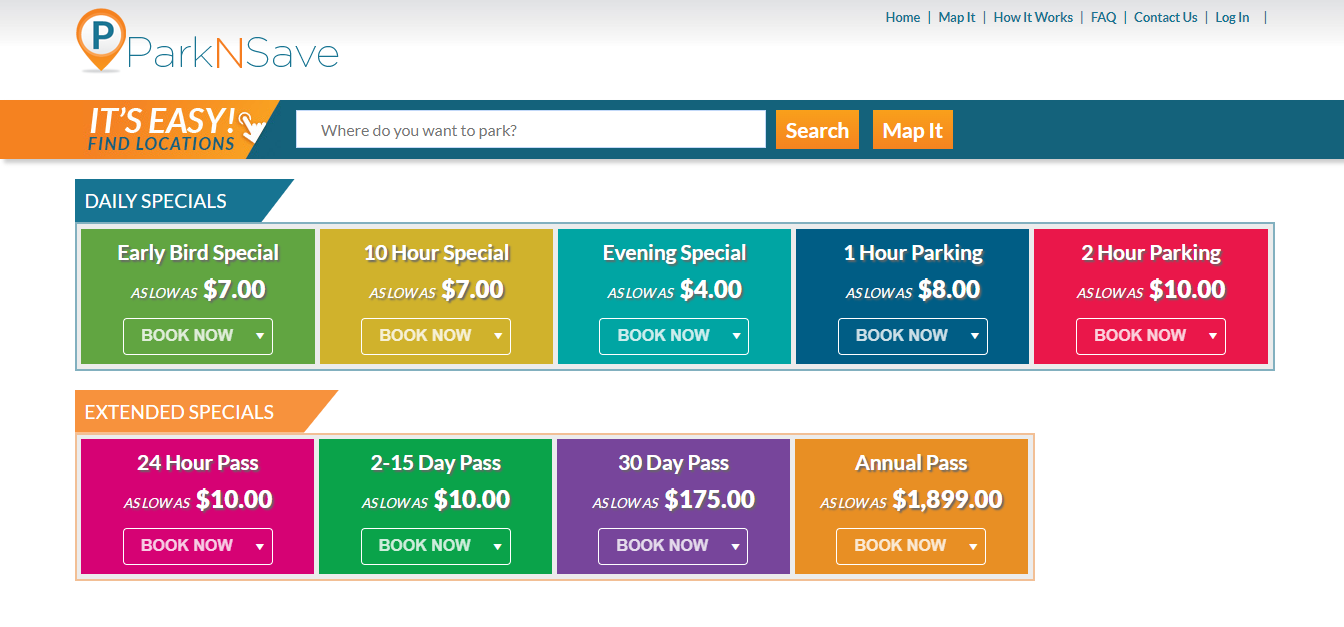 Home | Map It | How It Works | FAQ | Contact Us | Log In |
P
ParkNSave
IT'S EASY!
FIND LOCATIONS
Where do you want to park?
Search
Map It
DAILY SPECIALS
Early Bird Special
AS LOW AS $7.00
BOOK NOW
10 Hour Special
AS LOW AS $7.00
BOOK NOW
Evening Special
AS LOW AS $4.00
BOOK NOW
1 Hour Parking
AS LOW AS $8.00
BOOK NOW
2 Hour Parking
AS LOW AS $10.00
BOOK NOW
EXTENDED SPECIALS
24 Hour Pass
AS LOW AS $10.00
BOOK NOW
2-15 Day Pass
AS LOW AS $10.00
BOOK NOW
30 Day Pass
AS LOW AS $175.00
BOOK NOW
Annual Pass
AS LOW AS $1,899.00
BOOK NOW